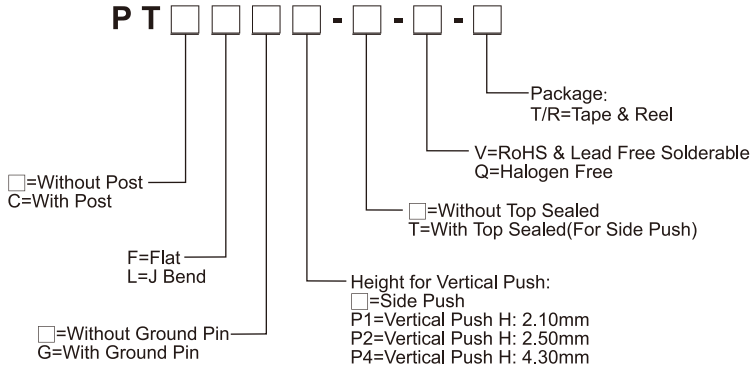 PT□□□□-□-□-□
Package:
T/R=Tape & Reel
V=RoHS & Lead Free Solderable
Q=Halogen Free
□=Without Post
C=With Post
□=Without Top Sealed
T=With Top Sealed(For Side Push)
F=Flat
L=J Bend
Height for Vertical Push:
□=Side Push
P1=Vertical Push H: 2.10mm
P2=Vertical Push H: 2.50mm
P4=Vertical Push H: 4.30mm
□=Without Ground Pin
G=With Ground Pin